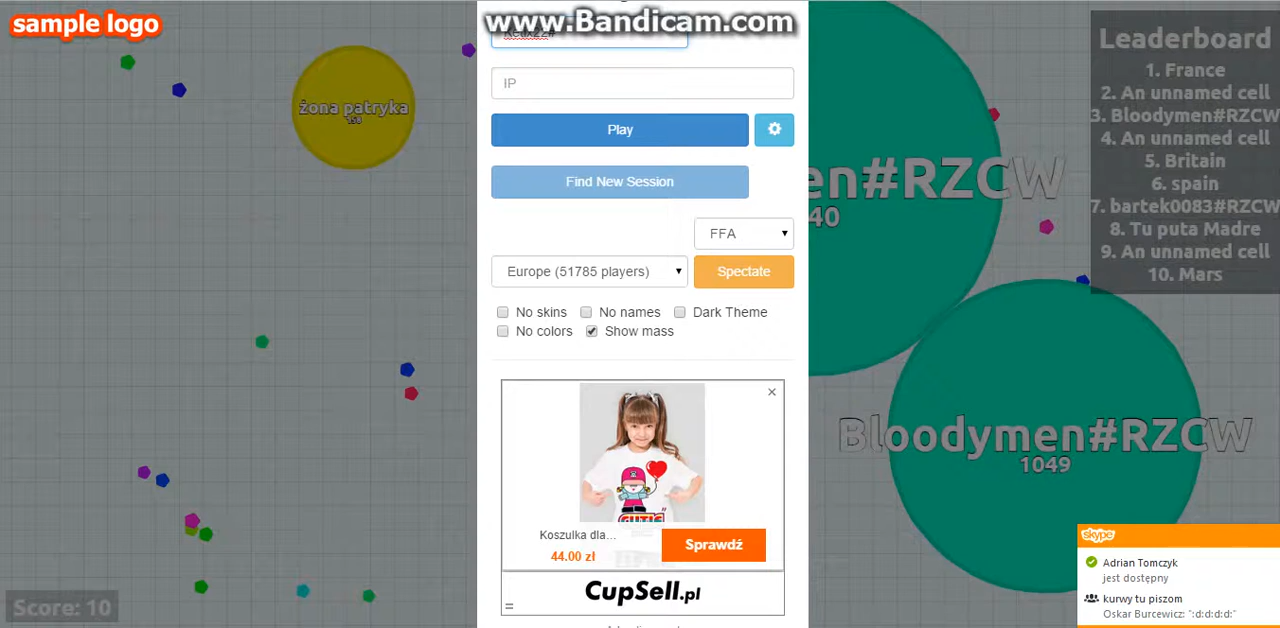 sample logo
www.Bandicam.com
IP
Play
Find New Session
FFA
Europe (51785 players)
Spectate
No skins
No names
Dark Theme
No colors
Show mass
Koszulka dla...
44.00 zł
Sprawdź
CupSell.pl
żona patryka
158
en#RZCW
40
Bloodymen#RZCW
1049
Leaderboard
1. France
2. An unnamed cell
3. Bloodymen#RZCW
4. An unnamed cell
5. Britain
6. spain
7. bartek0083#RZCW
8. Tu puta Madre
9. An unnamed cell
10. Mars
Score: 10
skype
Adrian Tomczyk
jest dostępny
kurwy tu piszom
Oskar Burcewicz: ":d:d:d:d:"